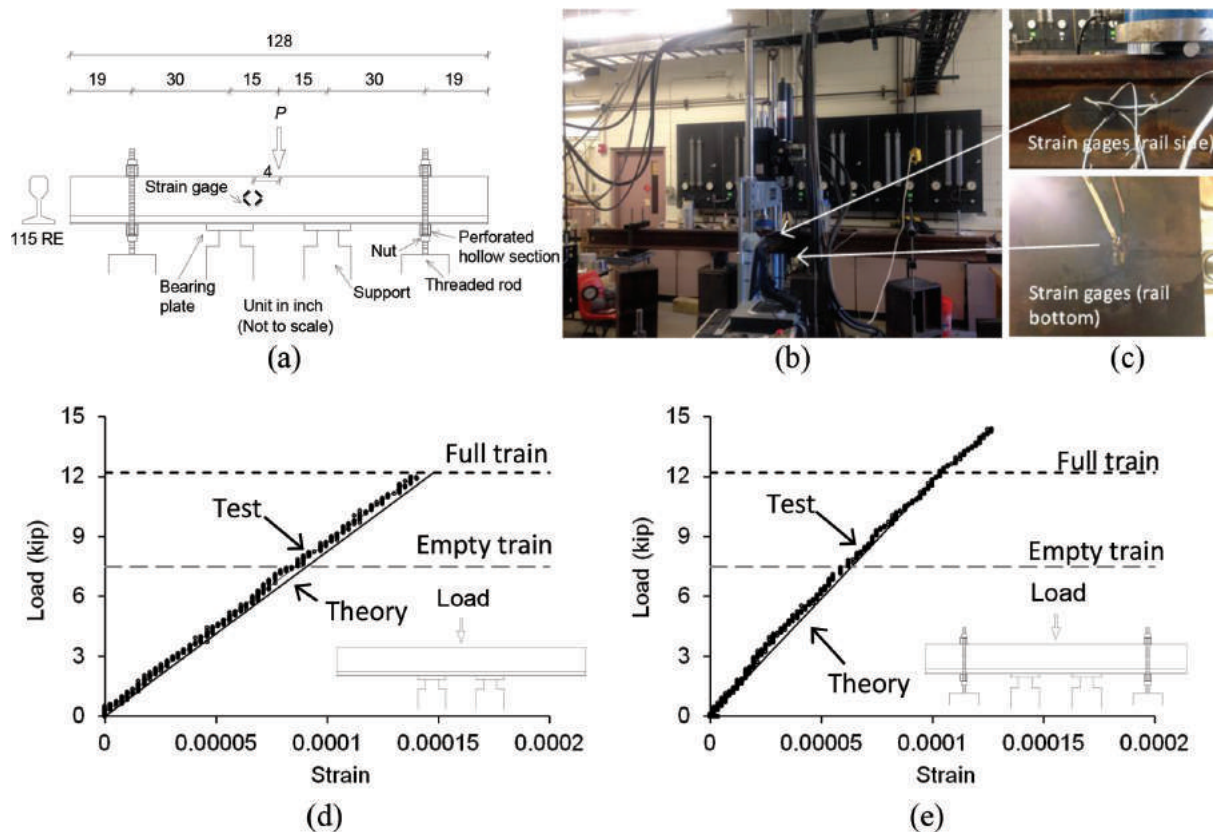 128
19 30 15 15 30 19
P
4
Strain gage
115 RE
Nut
Perforated
hollow section
Bearing
plate
Support
Threaded rod
Unit in inch
(Not to scale)
(a)
(b)
Strain gages (rail side)
Strain gages (rail
bottom)
(c)
15
12
9
6
3
0
Load (kip)
Full train
Test
Empty train
Theory
Load
0 0.00005 0.0001 0.00015 0.0002
Strain
(d)
15
12
9
6
3
0
Load (kip)
Full train
Test
Empty train
Load
Theory
0 0.00005 0.0001 0.00015 0.0002
Strain
(e)